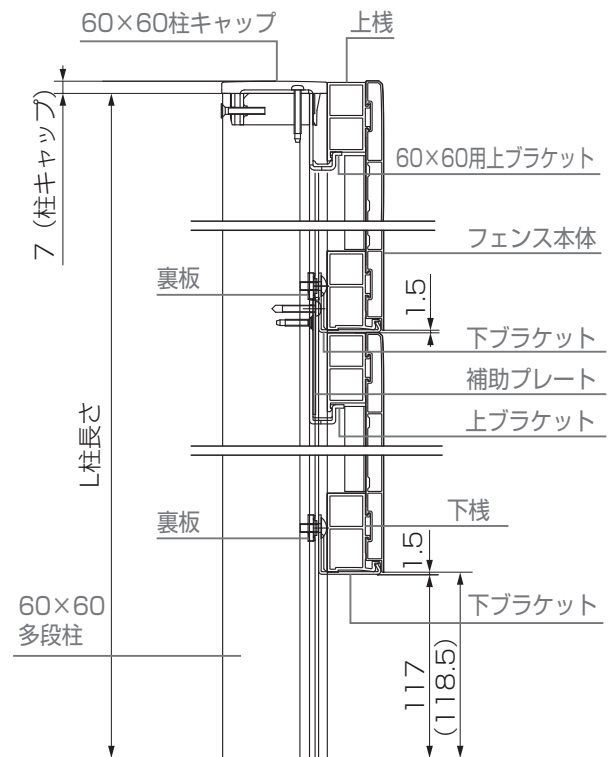 60×60柱キャップ
上桟
7（柱キャップ）
60×60用上ブラケット
フェンス本体
裏板
1.5
下ブラケット
補助プレート
上ブラケット
L柱長さ
下桟
裏板
1.5
60×60
多段柱
下ブラケット
117
(118.5)